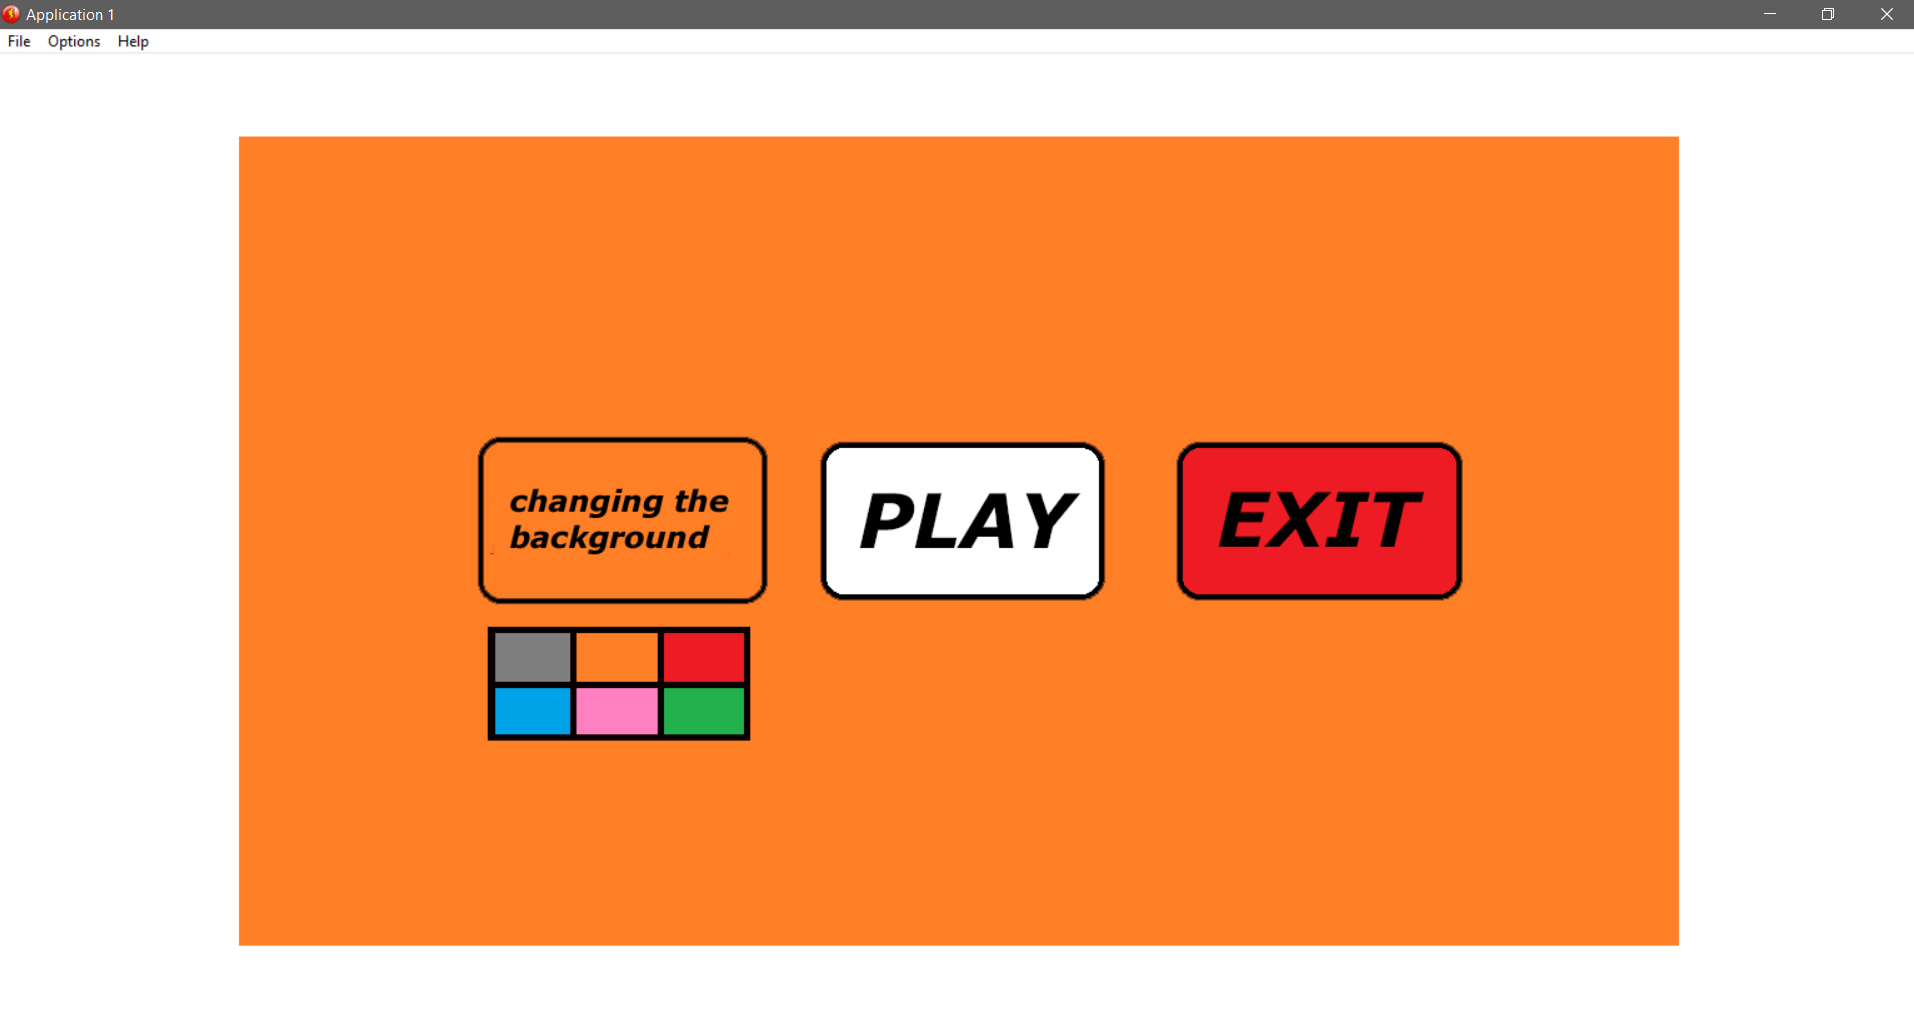 Application 1
File Options Help
changing the
background
PLAY
EXIT